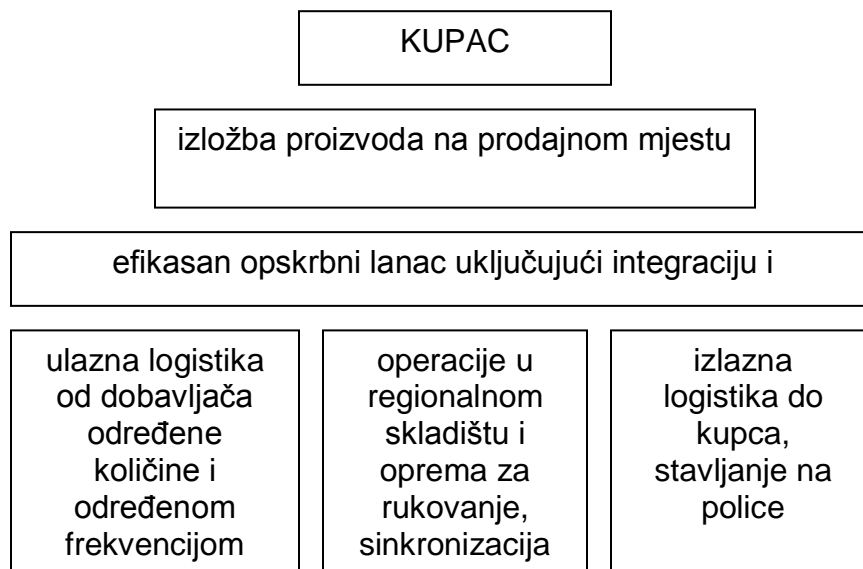 KUPAC
izložba proizvoda na prodajnom mjestu
efikasan opskrbni lanac uključujući integraciju i
ulazna logistika
od dobavljača
određene
količine i
određenom
frekvencijom
operacije u
regionalnom
skladištu i
oprema za
rukovanje,
sinkronizacija
izlazna
logistika do
kupca,
stavljanje na
police